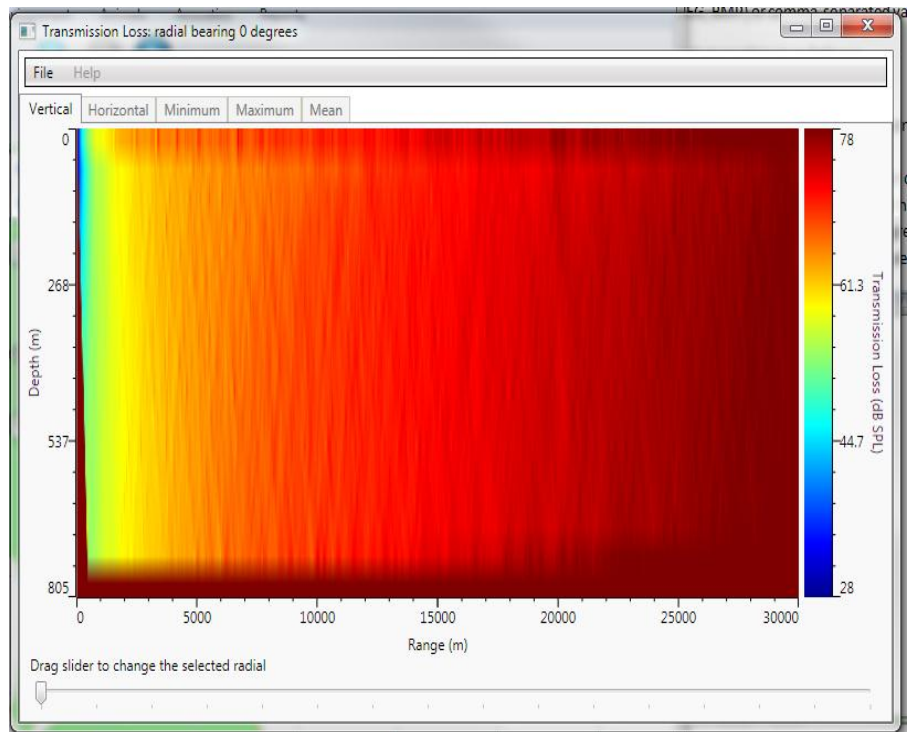 Transmission Loss: radial bearing 0 degrees
File Help
Vertical Horizontal Minimum Maximum Mean
0
268
537
805
Depth (m)
0 5000 10000 15000 20000 25000 30000
Range (m)
78
61.3
44.7
28
Transmission Loss (dB SPL)
Drag slider to change the selected radial